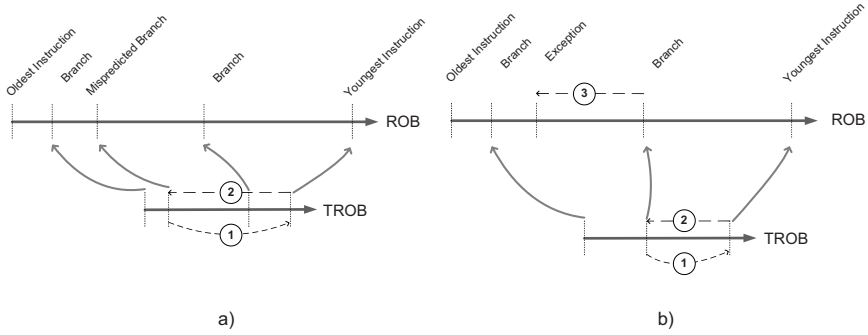 Oldest Instruction
Branch
Mispredicted Branch
Branch
Youngest Instruction
ROB
2
TROB
1
a)
Oldest Instruction
Branch
Exception
Branch
Youngest Instruction
3
ROB
2
TROB
1
b)